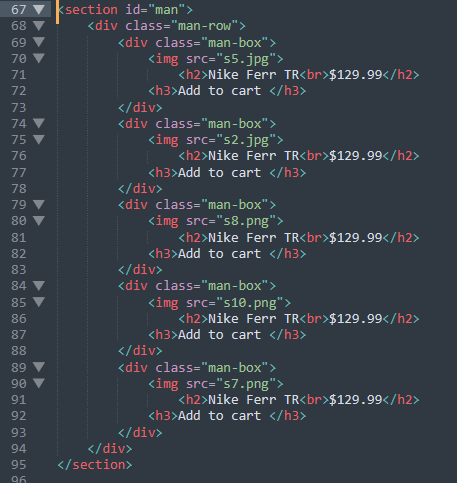 67 <section id="man">
68 <div class="man-row">
69 <div class="man-box">
70 <img src="s5.jpg">
71 <h2>Nike Ferr TR<br>$129.99</h2>
72 <h3>Add to cart </h3>
73 </div>
74 <div class="man-box">
75 <img src="s2.jpg">
76 <h2>Nike Ferr TR<br>$129.99</h2>
77 <h3>Add to cart </h3>
78 </div>
79 <div class="man-box">
80 <img src="s8.png">
81 <h2>Nike Ferr TR<br>$129.99</h2>
82 <h3>Add to cart </h3>
83 </div>
84 <div class="man-box">
85 <img src="s10.png">
86 <h2>Nike Ferr TR<br>$129.99</h2>
87 <h3>Add to cart </h3>
88 </div>
89 <div class="man-box">
90 <img src="s7.png">
91 <h2>Nike Ferr TR<br>$129.99</h2>
92 <h3>Add to cart </h3>
93 </div>
94 </div>
95 </section>
96